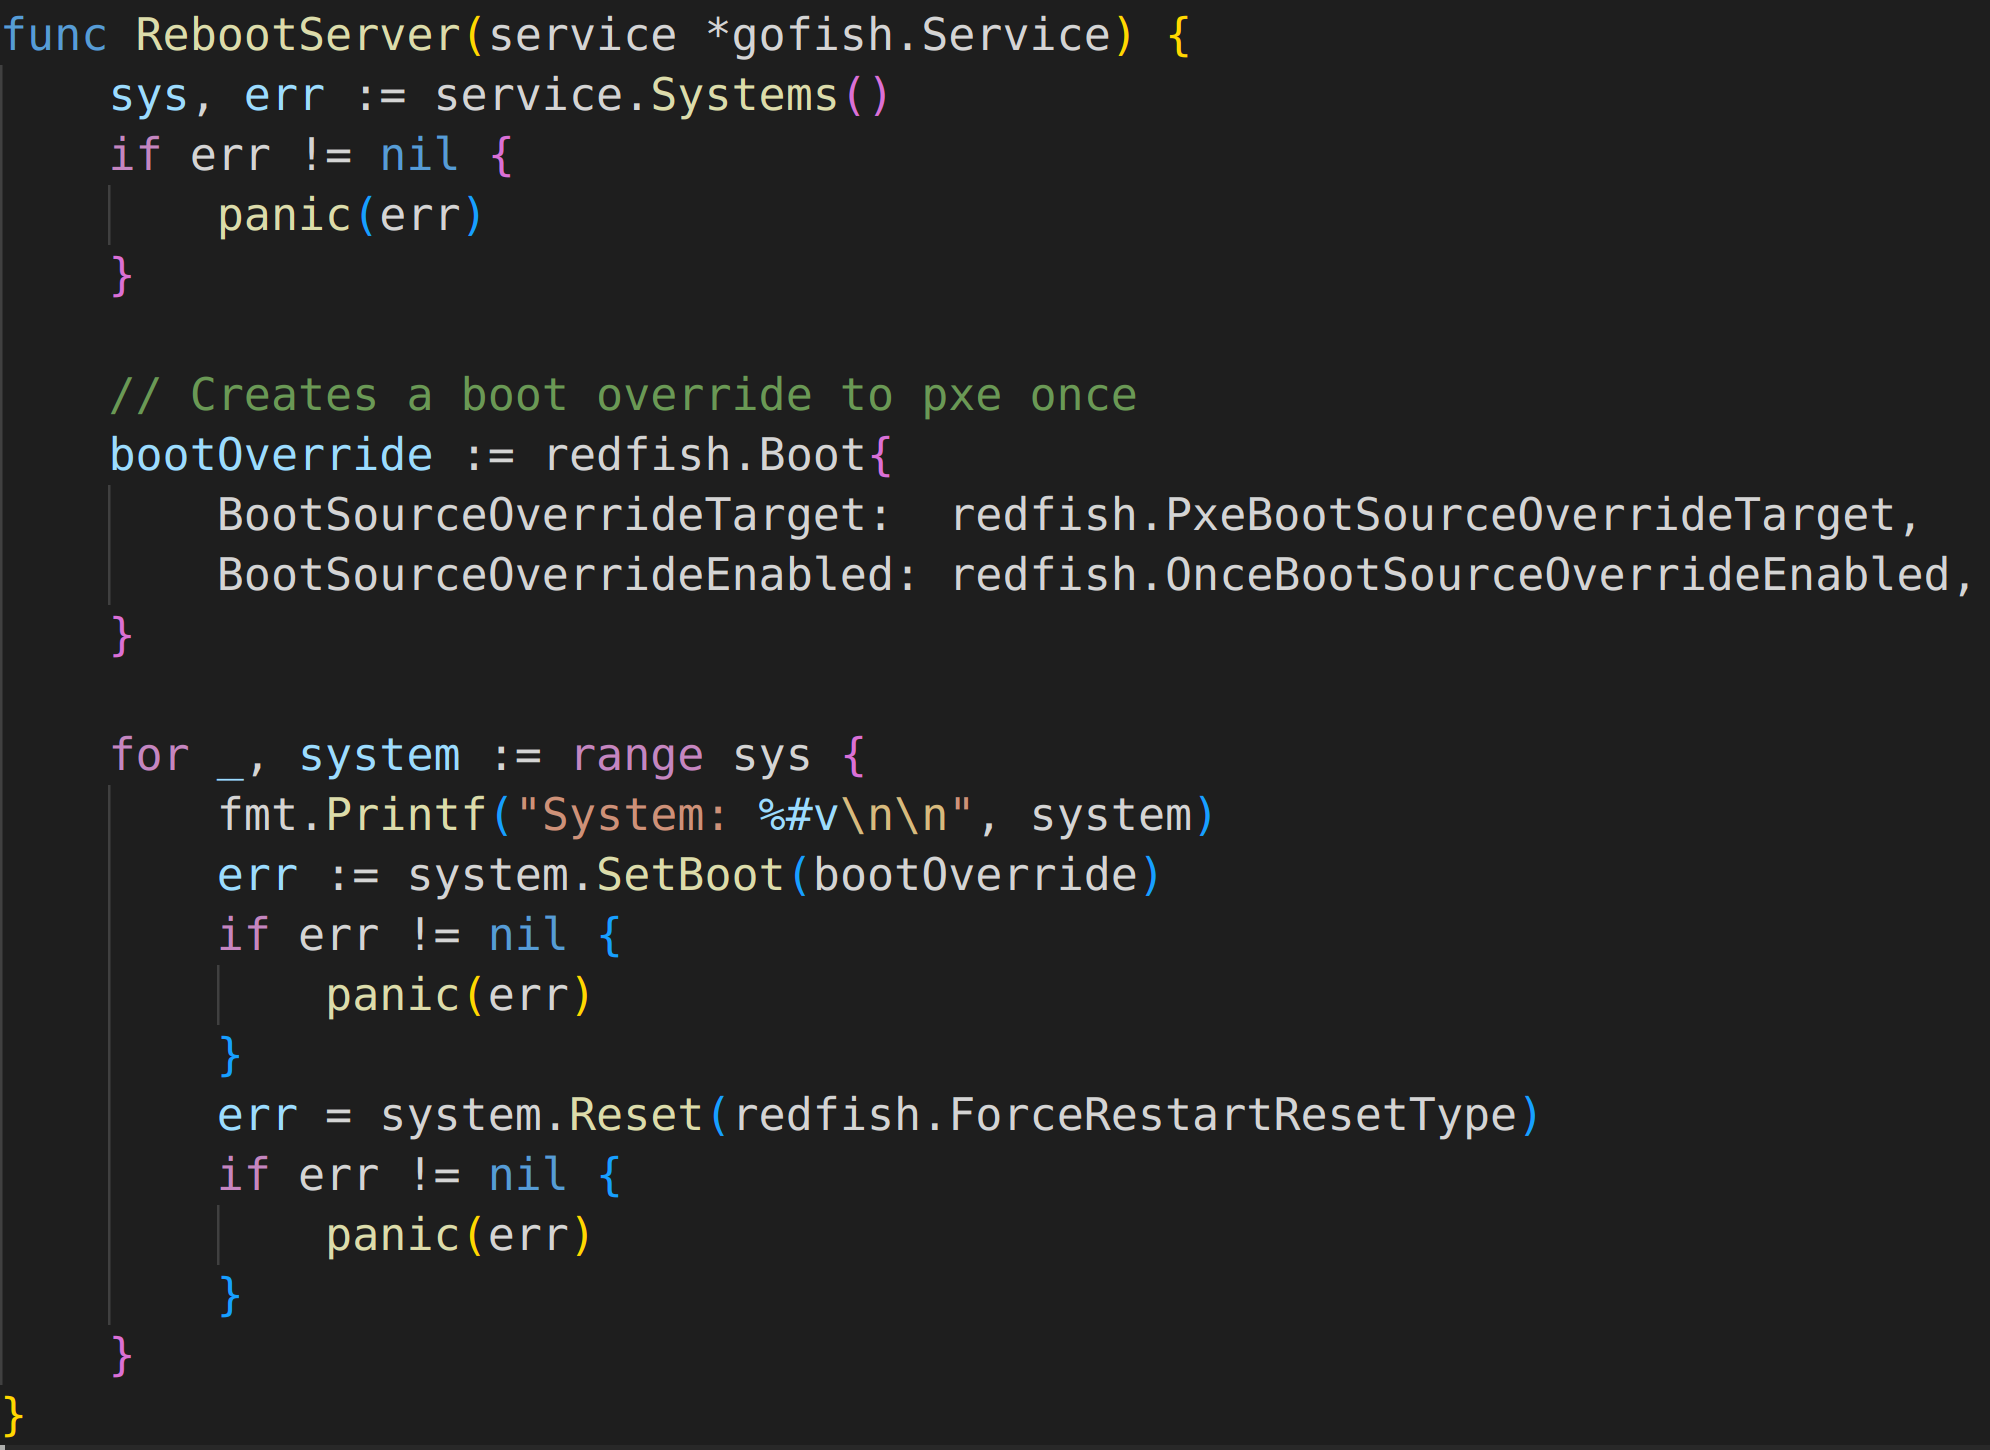 func RebootServer(service *gofish.Service) {
    sys, err := service.Systems()
    if err != nil {
        panic(err)
    }

    // Creates a boot override to pxe once
    bootOverride := redfish.Boot{
        BootSourceOverrideTarget:  redfish.PxeBootSourceOverrideTarget,
        BootSourceOverrideEnabled: redfish.OnceBootSourceOverrideEnabled,
    }

    for _, system := range sys {
        fmt.Printf("System: %#v\n\n", system)
        err := system.SetBoot(bootOverride)
        if err != nil {
            panic(err)
        }
        err = system.Reset(redfish.ForceRestartResetType)
        if err != nil {
            panic(err)
        }
    }
}